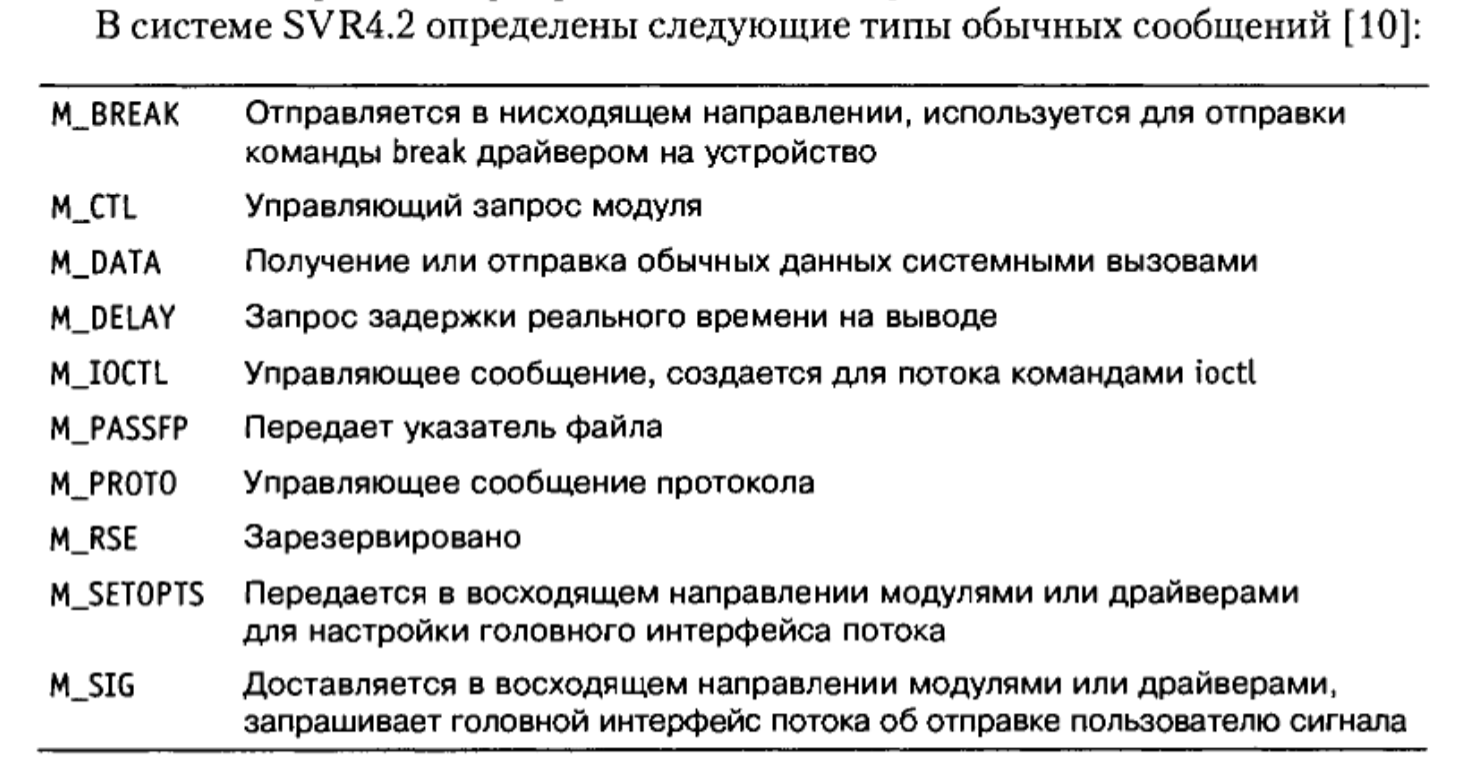 В системе SVR4.2 определены следующие типы обычных сообщений [10]:
M_BREAK Отправляется в нисходящем направлении, используется для отправки
команды break драйвером на устройство
M_CTL Управляющий запрос модуля
M_DATA Получение или отправка обычных данных системными вызовами
M_DELAY Запрос задержки реального времени на выводе
M_IOCTL Управляющее сообщение, создается для потока командами ioctl
M_PASSFP Передает указатель файла
M_PROTO Управляющее сообщение протокола
M_RSE Зарезервировано
M_SETOPTS Передается в восходящем направлении модулями или драйверами
для настройки головного интерфейса потока
M_SIG Доставляется в восходящем направлении модулями или драйверами,
запрашивает головной интерфейс потока об отправке пользователю сигнала